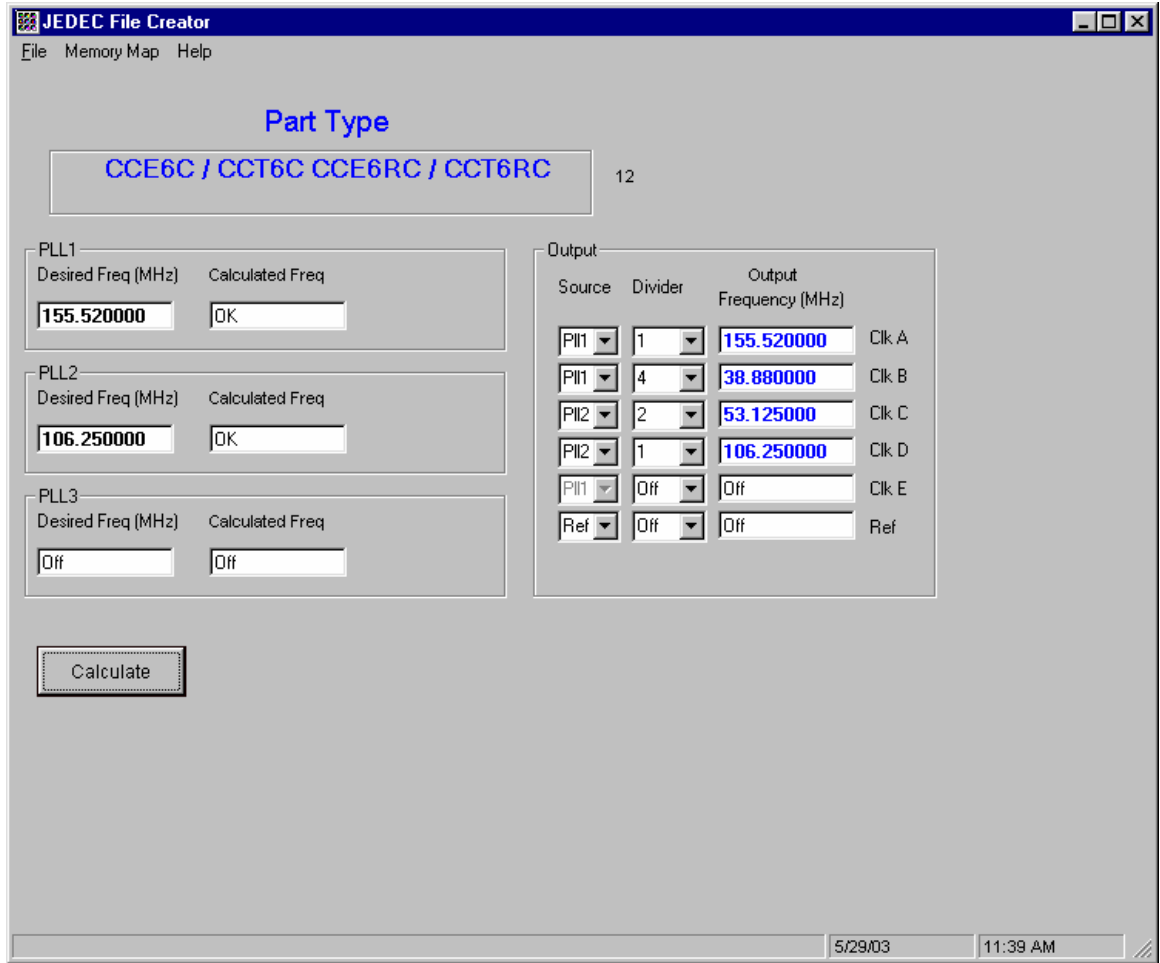 JEDEC File Creator
File Memory Map Help
Part Type
CCE6C / CCT6C CCE6RC / CCT6RC
12
PLL1
Desired Freq (MHz) Calculated Freq
155.520000 OK
PLL2
Desired Freq (MHz) Calculated Freq
106.250000 OK
PLL3
Desired Freq (MHz) Calculated Freq
Off Off
Calculate
Output
Source Divider Output Frequency (MHz)
Pll1 1 155.520000 Clk A
Pll1 4 38.880000 Clk B
Pll2 2 53.125000 Clk C
Pll2 1 106.250000 Clk D
Pll1 Off Off Clk E
Ref Off Off Ref
5/29/03 11:39 AM